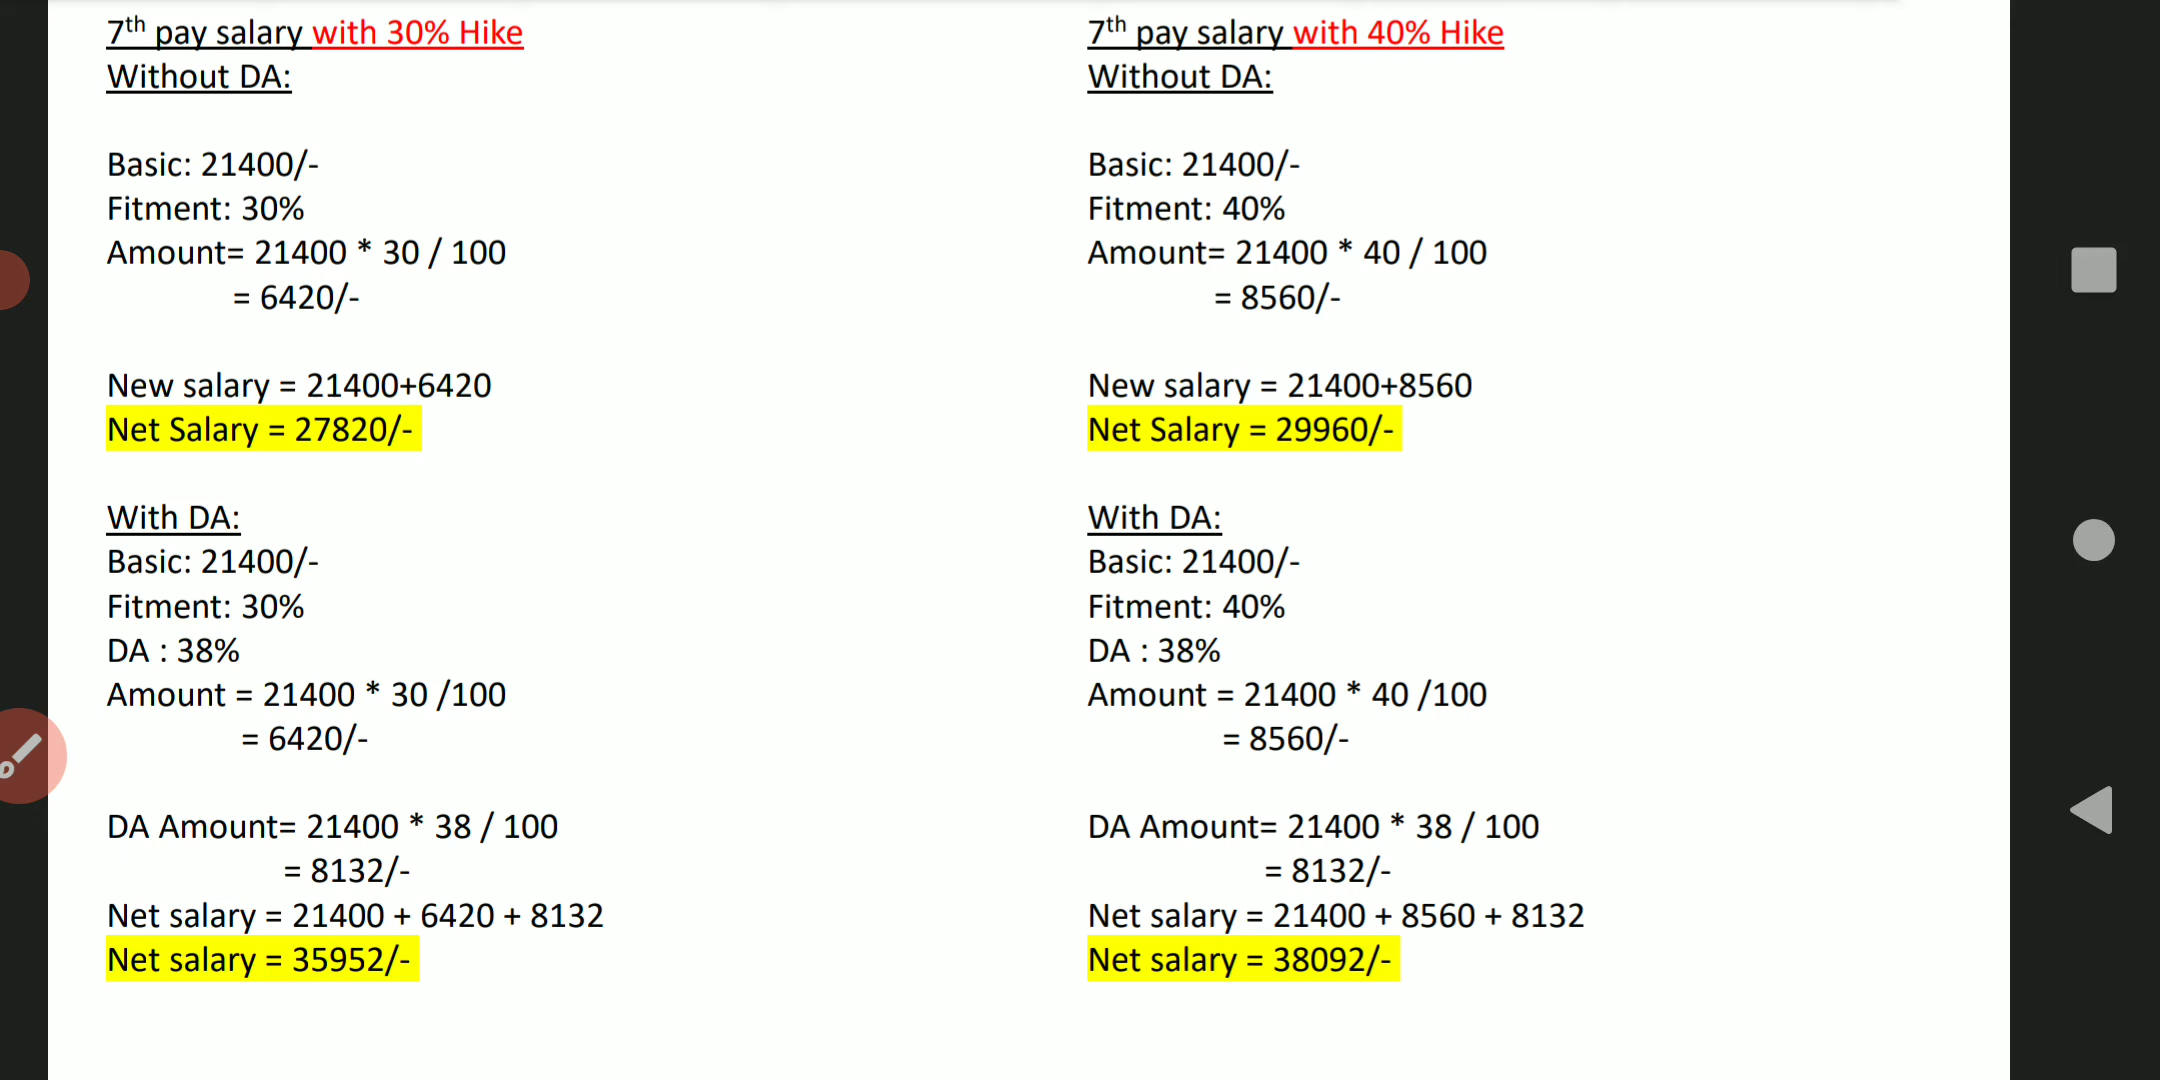 7th pay salary with 30% Hike
Without DA:
Basic: 21400/-
Fitment: 30%
Amount= 21400 * 30 / 100
= 6420/-
New salary = 21400+6420
Net Salary = 27820/-
With DA:
Basic: 21400/-
Fitment: 30%
DA : 38%
Amount = 21400 * 30 /100
= 6420/-
DA Amount= 21400 * 38 / 100
= 8132/-
Net salary = 21400 + 6420 + 8132
Net salary = 35952/-
7th pay salary with 40% Hike
Without DA:
Basic: 21400/-
Fitment: 40%
Amount= 21400 * 40 / 100
= 8560/-
New salary = 21400+8560
Net Salary = 29960/-
With DA:
Basic: 21400/-
Fitment: 40%
DA : 38%
Amount = 21400 * 40 /100
= 8560/-
DA Amount= 21400 * 38 / 100
= 8132/-
Net salary = 21400 + 8560 + 8132
Net salary = 38092/-